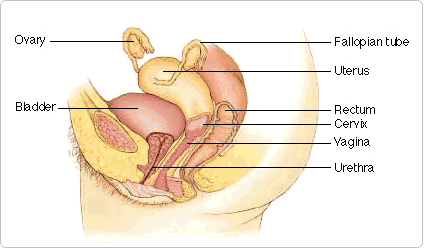 Ovary
Fallopian tube
Uterus
Bladder
Rectum
Cervix
Vagina
Urethra